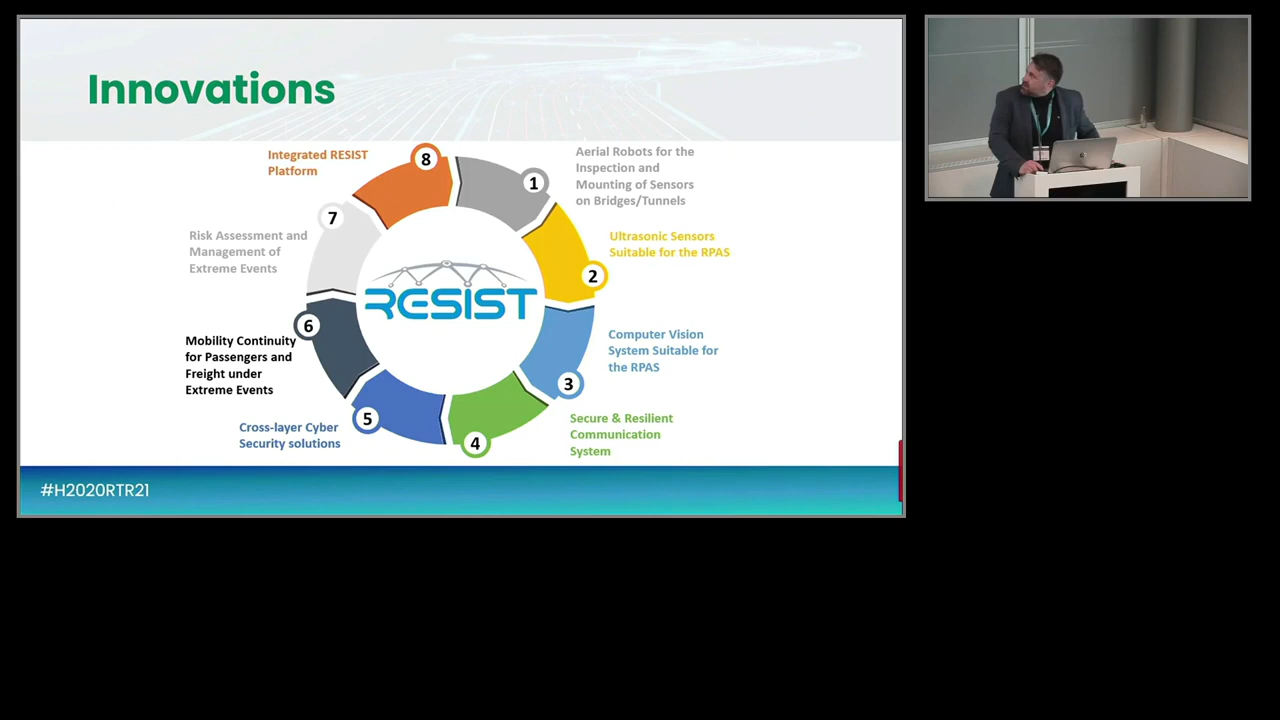 Innovations
8
Integrated RESIST
Platform
1
Aerial Robots for the
Inspection and
Mounting of Sensors
on Bridges/Tunnels
2
Ultrasonic Sensors
Suitable for the RPAS
3
Computer Vision
System Suitable for
the RPAS
4
Secure & Resilient
Communication
System
5
Cross-layer Cyber
Security solutions
6
Mobility Continuity
for Passengers and
Freight under
Extreme Events
7
Risk Assessment and
Management of
Extreme Events
RESIST
#H2020RTR21